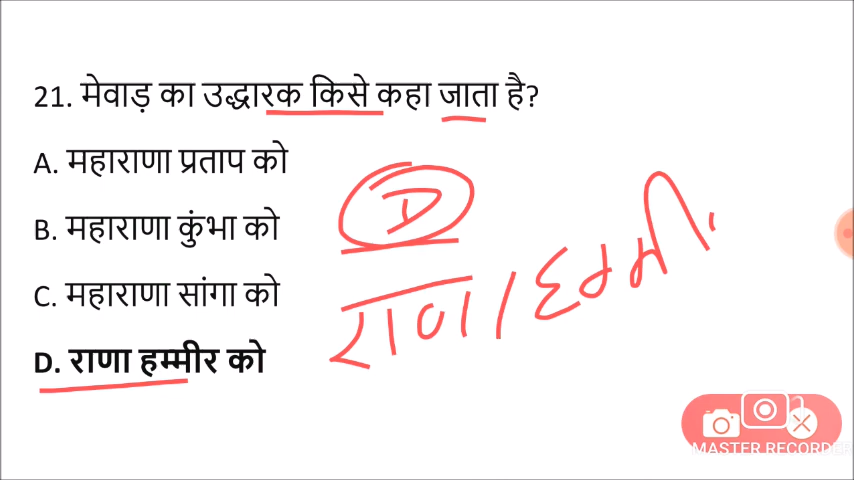 21. मेवाड़ का उद्धारक किसे कहा जाता है?
A. महाराणा प्रताप को
B. महाराणा कुंभा को
C. महाराणा सांगा को
D. राणा हम्मीर को
D
राणा हम्मी
MASTER RECORDER